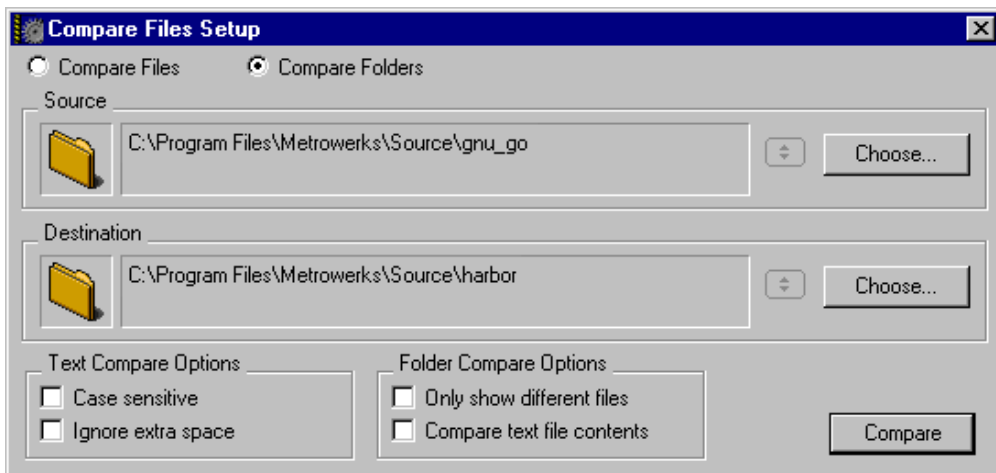 Compare Files Setup
Compare Files Compare Folders
Source
C:\Program Files\Metrowerks\Source\gnu_go
Choose...
Destination
C:\Program Files\Metrowerks\Source\harbor
Choose...
Text Compare Options
Case sensitive
Ignore extra space
Folder Compare Options
Only show different files
Compare text file contents
Compare